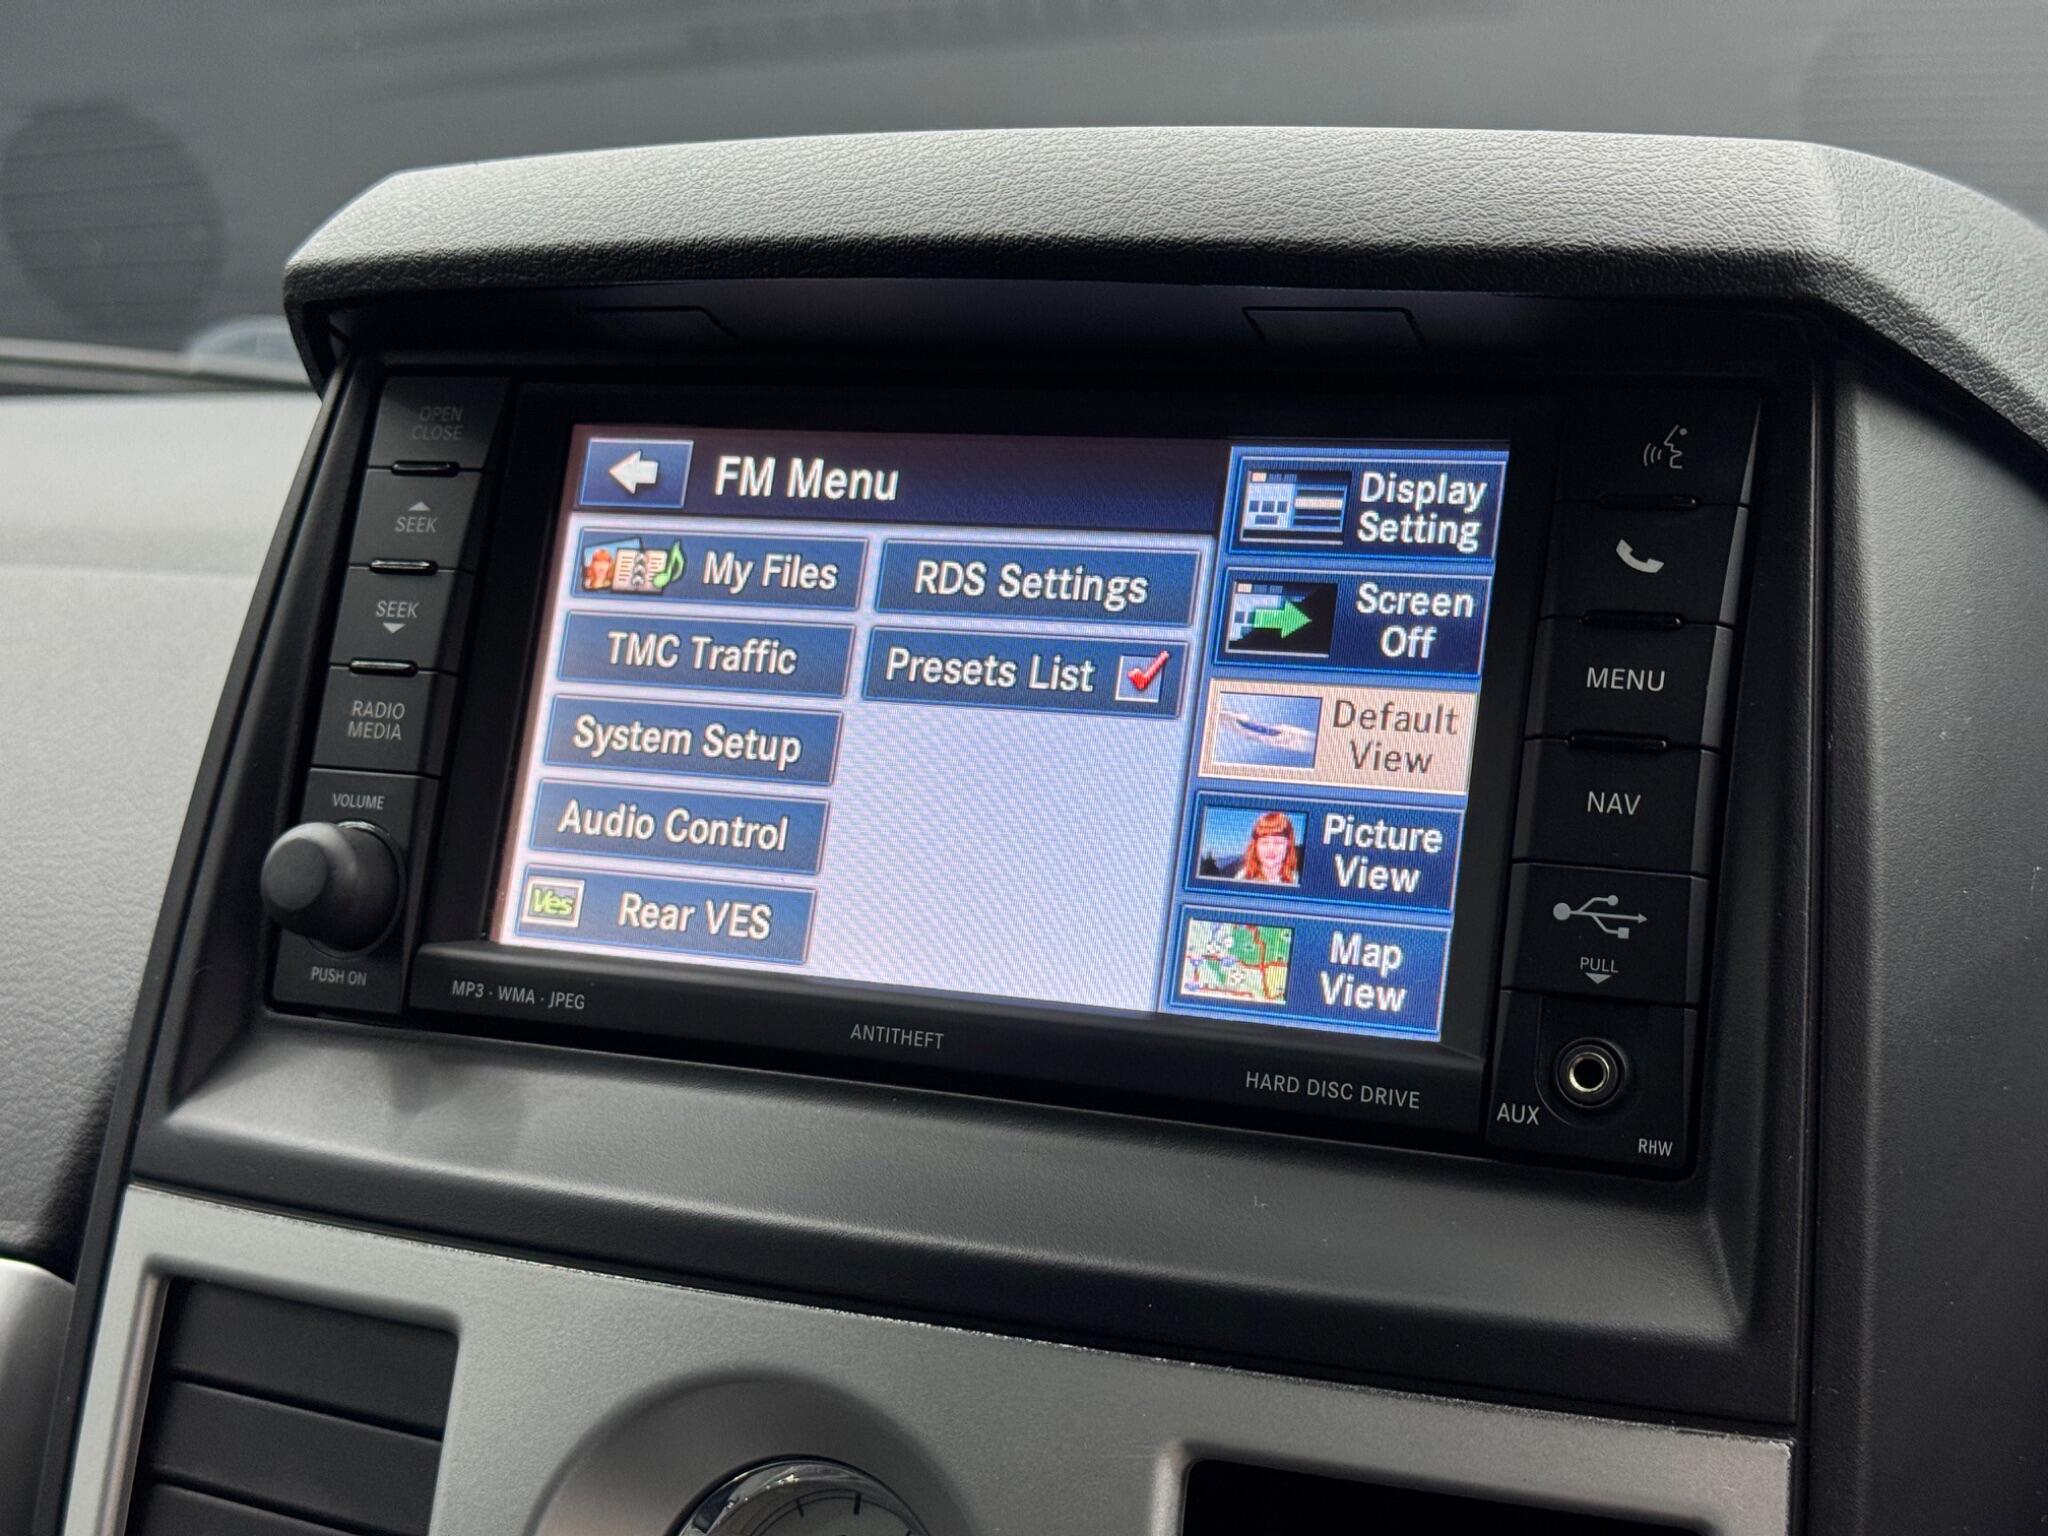 OPEN
CLOSE
SEEK
SEEK
RADIO
MEDIA
VOLUME
PUSH ON
FM Menu
My Files
RDS Settings
TMC Traffic
Presets List
System Setup
Audio Control
Ves
Rear VES
Display
Setting
Screen
Off
Default
View
Picture
View
Map
View
MENU
NAV
PULL
MP3 · WMA · JPEG
ANTITHEFT
HARD DISC DRIVE
AUX
RHW